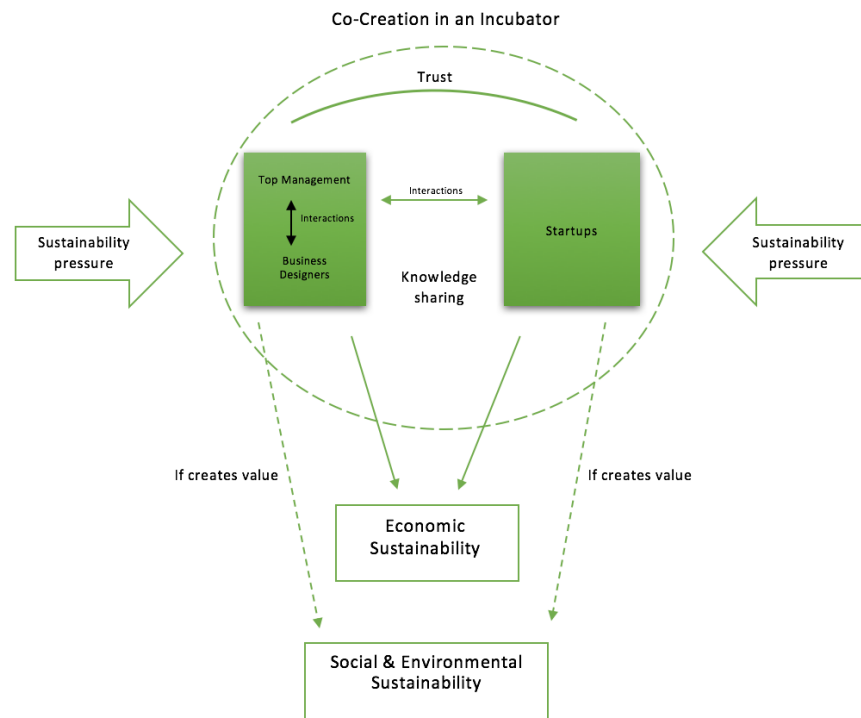 Co-Creation in an Incubator
Trust
Top Management
Interactions
Business
Designers
Interactions
Startups
Knowledge
sharing
Sustainability
pressure
Sustainability
pressure
If creates value
If creates value
Economic
Sustainability
Social & Environmental
Sustainability